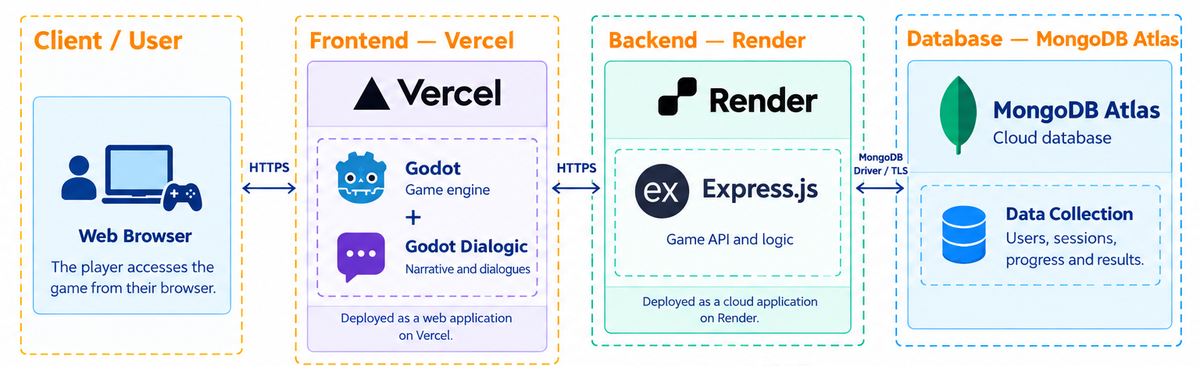 Client / User
Web Browser
The player accesses the
game from their browser.
HTTPS
Frontend — Vercel
Vercel
Godot
Game engine
+
Godot Dialogic
Narrative and dialogues
Deployed as a web application
on Vercel.
HTTPS
Backend — Render
Render
ex
Express.js
Game API and logic
Deployed as a cloud application
on Render.
MongoDB
Driver / TLS
Database — MongoDB Atlas
MongoDB Atlas
Cloud database
Data Collection
Users, sessions,
progress and results.